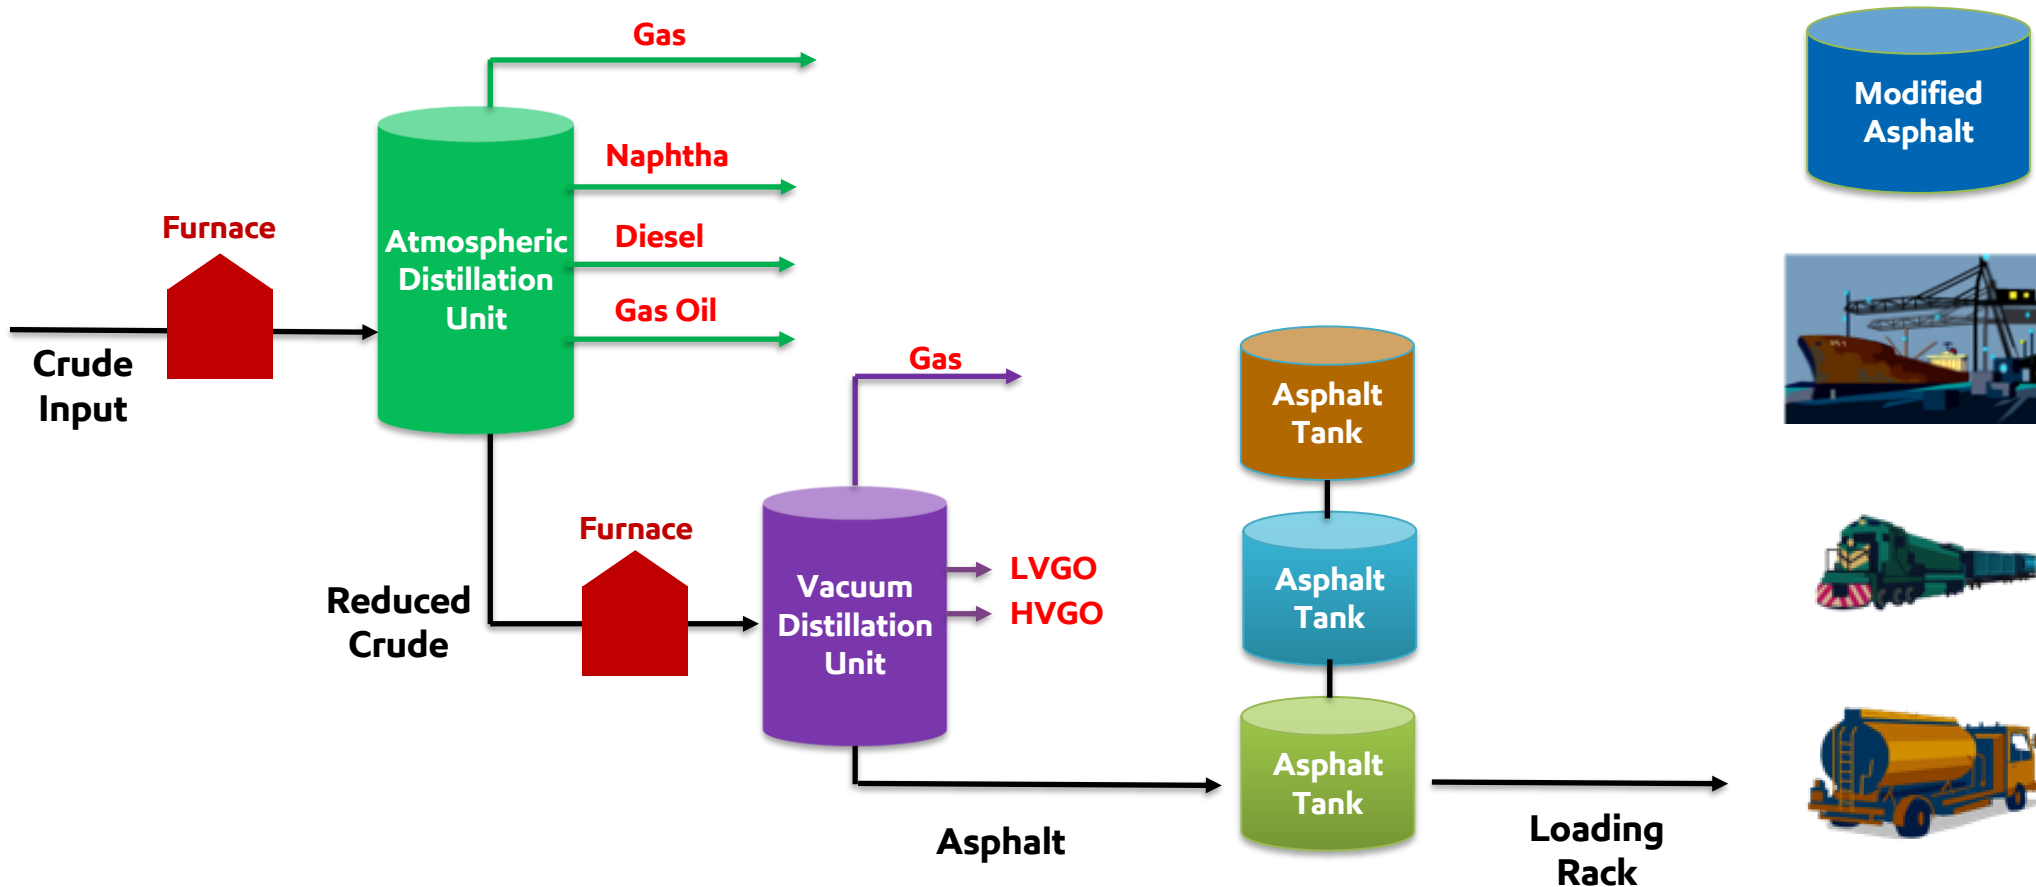 Gas
Modified
Asphalt
Naphtha
Furnace
Diesel
Atmospheric
Distillation
Unit
Gas Oil
Crude
Input
Gas
Asphalt
Tank
Furnace
LVGO
HVGO
Reduced
Crude
Vacuum
Distillation
Unit
Asphalt
Tank
Asphalt
Tank
Asphalt
Loading
Rack